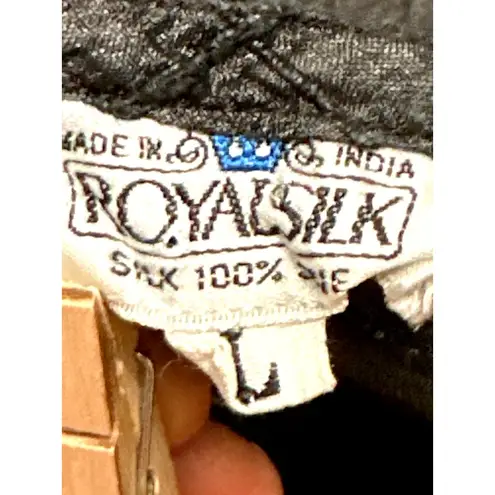 MADE IN INDIA
ROYALSILK
SILK 100% SOIE
L